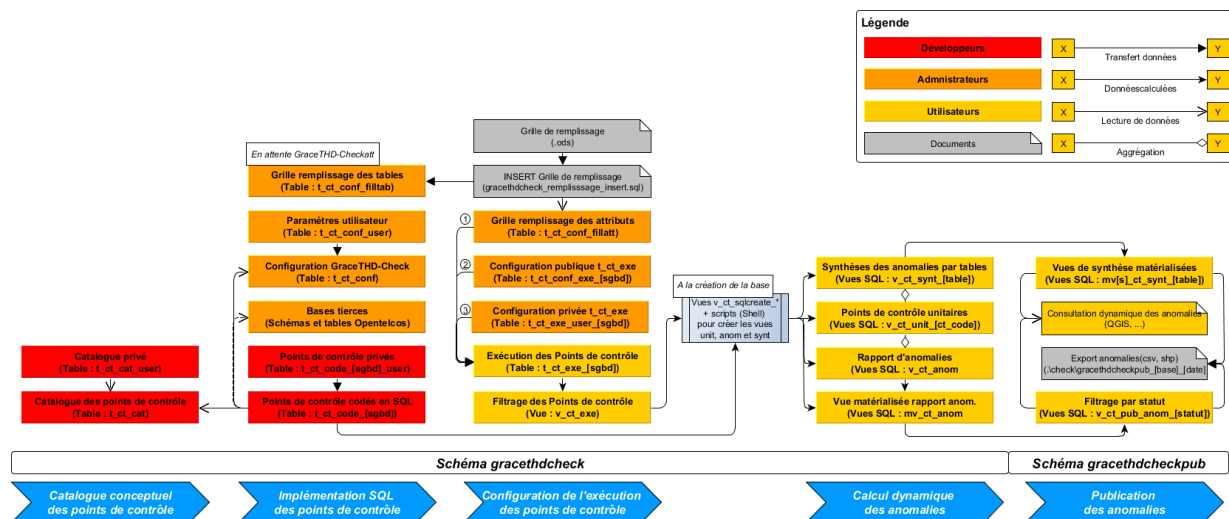 Légende
Développeurs
X
Transfert données
Y
Admnistrateurs
X
Donnéescalculées
Y
Utilisateurs
X
Lecture de données
Y
Documents
X
Aggrégation
Y
Grille de remplissage
(.ods)
En attente GraceTHD-Checkatt
Grille remplissage des tables
(Table : t_ct_conf_filltab)
INSERT Grille de remplissage
(gracethdcheck_remplisssage_insert.sql)
Paramètres utilisateur
(Table : t_ct_conf_user)
1
Grille remplissage des attributs
(Table : t_ct_conf_fillatt)
Configuration GraceTHD-Check
(Table : t_ct_conf)
2
Configuration publique t_ct_exe
(Table : t_ct_conf_exe_[sgbd])
Bases tierces
(Schémas et tables Opentelcos)
3
Configuration privée t_ct_exe
(Table : t_ct_exe_user_[sgbd])
Catalogue privé
(Table : t_ct_cat_user)
Points de contrôle privés
(Table : t_ct_code_[sgbd]_user)
Exécution des Points de contrôle
(Table : t_ct_exe_[sgbd])
Catalogue des points de contrôle
(Table : t_ct_cat)
Points de contrôle codés en SQL
(Table : t_ct_code_[sgbd])
Filtrage des Points de contrôle
(Vue : v_ct_exe)
A la création de la base
Vues v_ct_sqlcreate_*
+ scripts (Shell)
pour créer les vues
unit, anom et synt
Synthèses des anomalies par tables
(Vues SQL : v_ct_synt_[table])
Points de contrôle unitaires
(Vues SQL : v_ct_unit_[ct_code])
Rapport d'anomalies
(Vues SQL : v_ct_anom
Vue matérialisée rapport anom.
(Vues SQL : mv_ct_anom
Vues de synthèse matérialisées
(Vues SQL : mv[s]_ct_synt_[table])
Consultation dynamique des anomalies
(QGIS, ...)
Export anomalies(csv, shp)
(.\check\gracethdcheckpub_[base]_[date]
Filtrage par statut
(Vues SQL : v_ct_pub_anom_[statut])
Schéma gracethdcheck
Schéma gracethdcheckpub
Catalogue conceptuel
des points de contrôle
Implémentation SQL
des points de contrôle
Configuration de l'exécution
des points de contrôle
Calcul dynamique
des anomalies
Publication
des anomalies